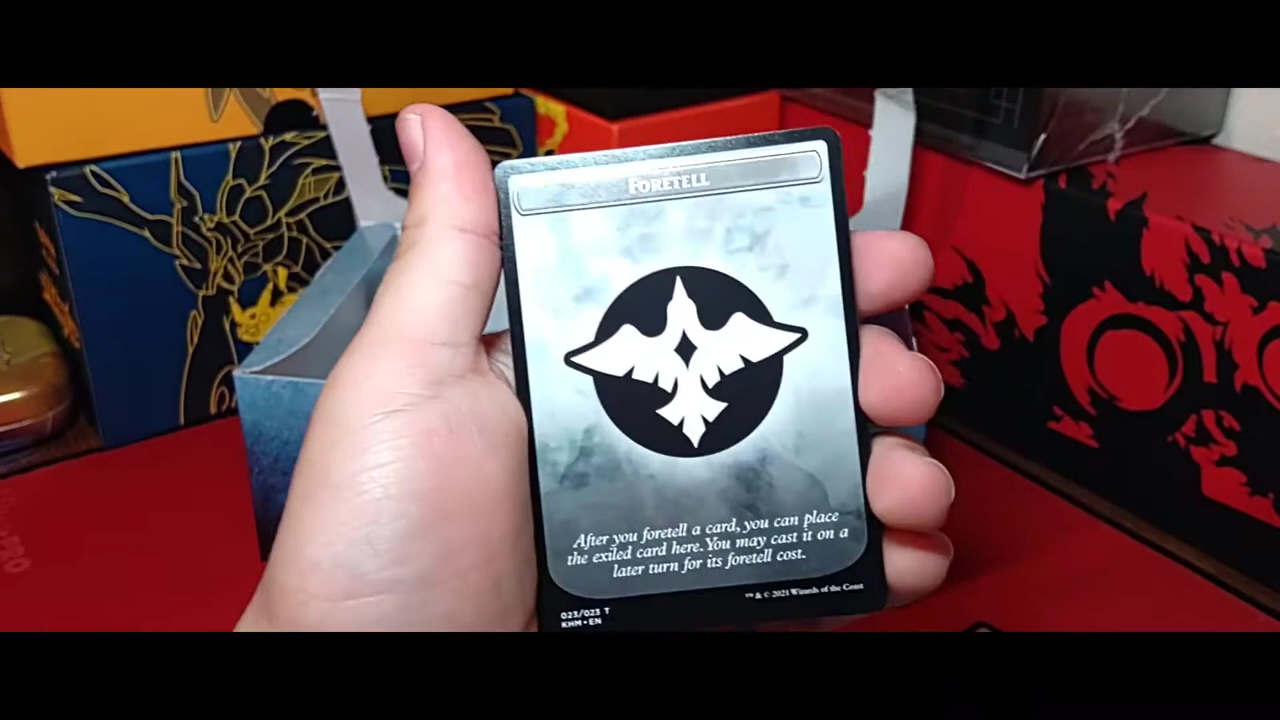 FORETELL
After you foretell a card, you can place
the exiled card here. You may cast it on a
later turn for its foretell cost.
023/023 T
KHM • EN
™ & © 2021 Wizards of the Coast